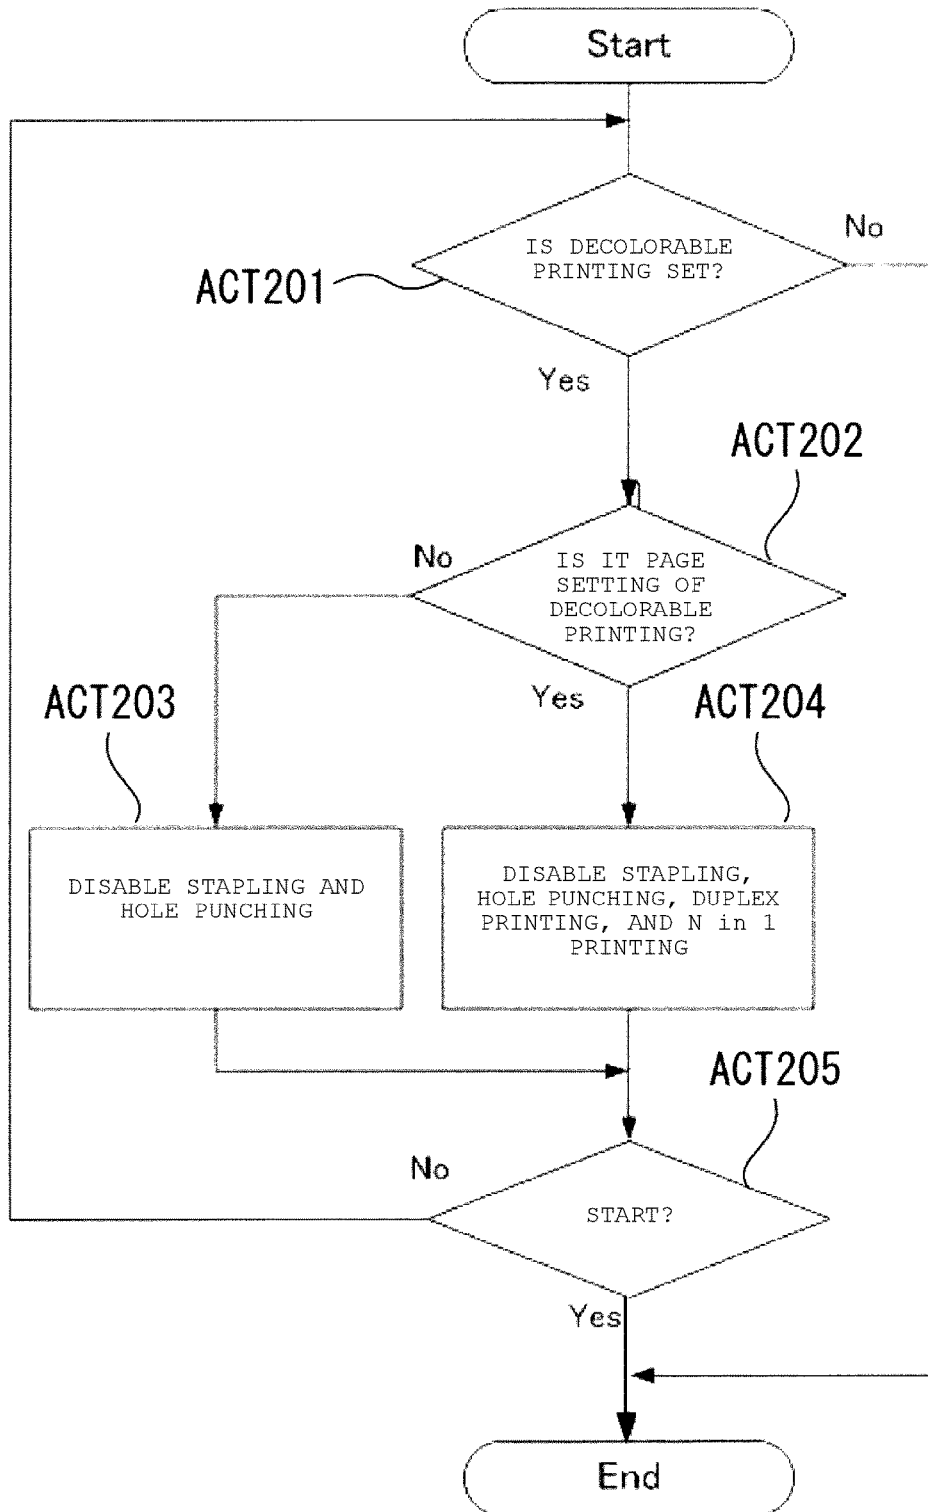 Start
No
IS DECOLORABLE
PRINTING SET?
ACT201
Yes
ACT202
No
IS IT PAGE
SETTING OF
DECOLORABLE
PRINTING?
Yes
ACT203
ACT204
DISABLE STAPLING AND
HOLE PUNCHING
DISABLE STAPLING,
HOLE PUNCHING, DUPLEX
PRINTING, AND N in 1
PRINTING
ACT205
No
START?
Yes
End